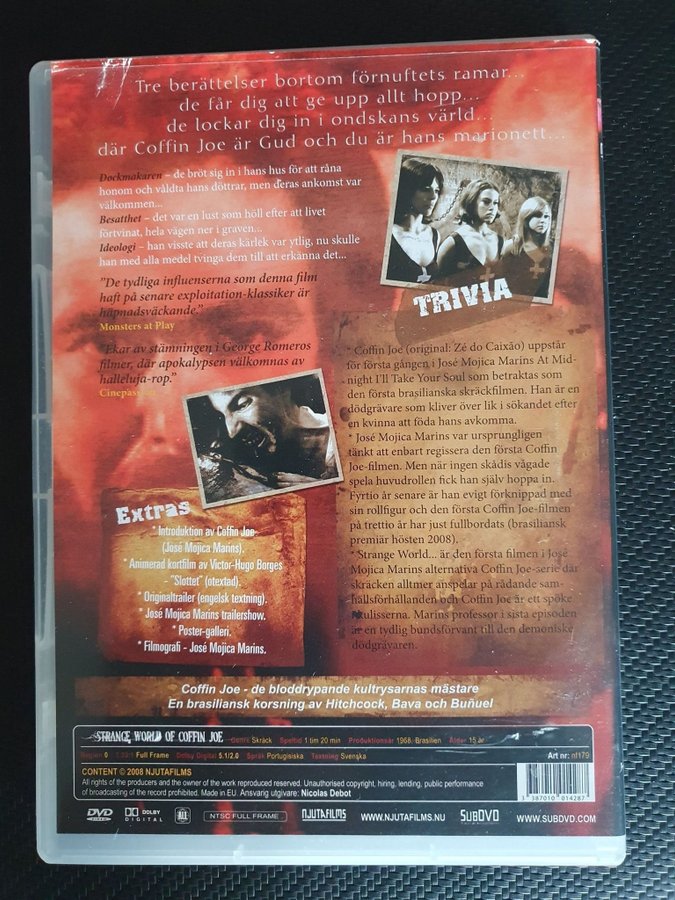 Tre berättelser bortom förnuftets ramar...
de får dig att ge upp allt hopp...
de lockar dig in i ondskans värld...
där Coffin Joe är Gud och du är hans marionett...
Dockmakaren – de bröt sig in i hans hus för att råna
honom och våldta hans döttrar, men deras ankomst var
välkommen...
Besatthet – det var en lust som höll efter att livet
förtvinat, hela vägen ner i graven...
Ideologi – han visste att deras kärlek var ytlig, nu skulle
han med alla medel tvinga dem till att erkänna det...
"De tydliga influenserna som denna film
haft på senare exploitation-klassiker är
häpnadsväckande."
Monsters at Play
"Ekar av stämningen i George Romeros
filmer, där apokalypsen välkomnas av
halleluja-rop."
Cinepassion
TRIVIA
* Coffin Joe (original: Zé do Caixão) uppstår
för första gången i José Mojica Marins At Mid-
night I'll Take Your Soul som betraktas som
den första brasilianska skräckfilmen. Han är en
dödgrävare som kliver över lik i sökandet efter
en kvinna att föda hans avkomma.
* José Mojica Marins var ursprungligen
tänkt att enbart regissera den första Coffin
Joe-filmen. Men när ingen skådis vågade
spela huvudrollen fick han själv hoppa in.
Fyrtio år senare är han evigt förknippad med
sin rollfigur och den första Coffin Joe-filmen
på trettio år har just fullbordats (brasiliansk
premiär hösten 2008).
* Strange World... är den första filmen i José
Mojica Marins alternativa Coffin Joe-serie där
skräcken alltmer anspelar på rådande sam-
hällsförhållanden och Coffin Joe är ett spöke
i kulisserna. Marins professor i sista episoden
är en tydlig bundsförvant till den demoniske
dödgrävaren.
Extras
* Introduktion av Coffin Joe
(José Mojica Marins).
* Animerad kortfilm av Victor-Hugo Borges
- "Slottet" (otextad).
* Originaltrailer (engelsk textning).
* José Mojica Marins trailershow.
* Poster-galleri.
* Filmografi - José Mojica Marins.
Coffin Joe - de bloddrypande kultrysarnas mästare
En brasiliansk korsning av Hitchcock, Bava och Buñuel
STRANGE WORLD OF COFFIN JOE Genre Skräck Speltid 1 tim 20 min Produktionsår 1968, Brasilien Ålder 15 år
Region 0 1.33:1 Full Frame Dolby Digital 5.1/2.0 Språk Portugisiska Textning Svenska Art nr: nf179
CONTENT © 2008 NJUTAFILMS
All rights of the producers and the owner of the work reproduced reserved. Unauthorised copying, hiring, lending, public performance
of broadcasting of the record prohibited. Made in EU. Ansvarig utgivare: Nicolas Debot
7 387010 014287
DVD VIDEO DOLBY DIGITAL ALL NTSC FULL FRAME NJUTAFILMS WWW.NJUTAFILMS.NU SubDVD WWW.SUBDVD.COM